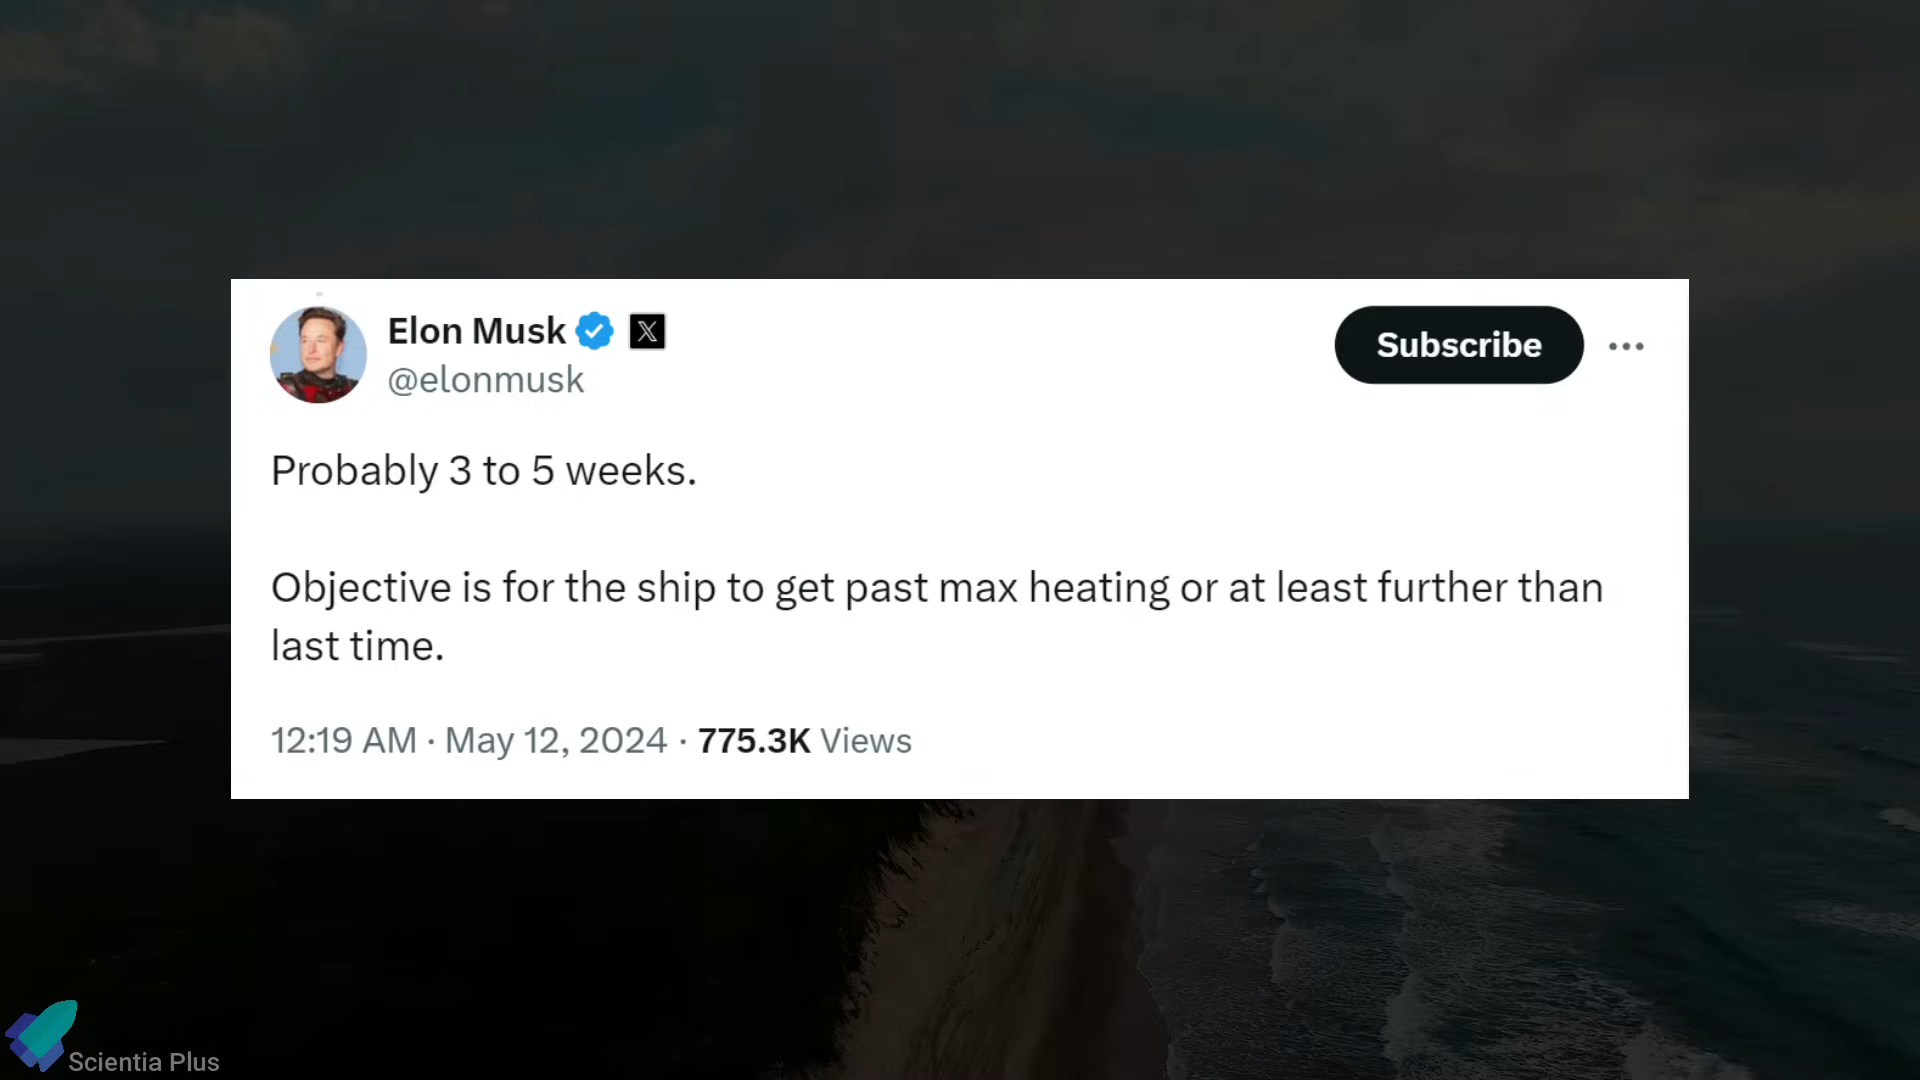 Elon Musk
@elonmusk
Subscribe
Probably 3 to 5 weeks.
Objective is for the ship to get past max heating or at least further than
last time.
12:19 AM · May 12, 2024 · 775.3K Views
Scientia Plus